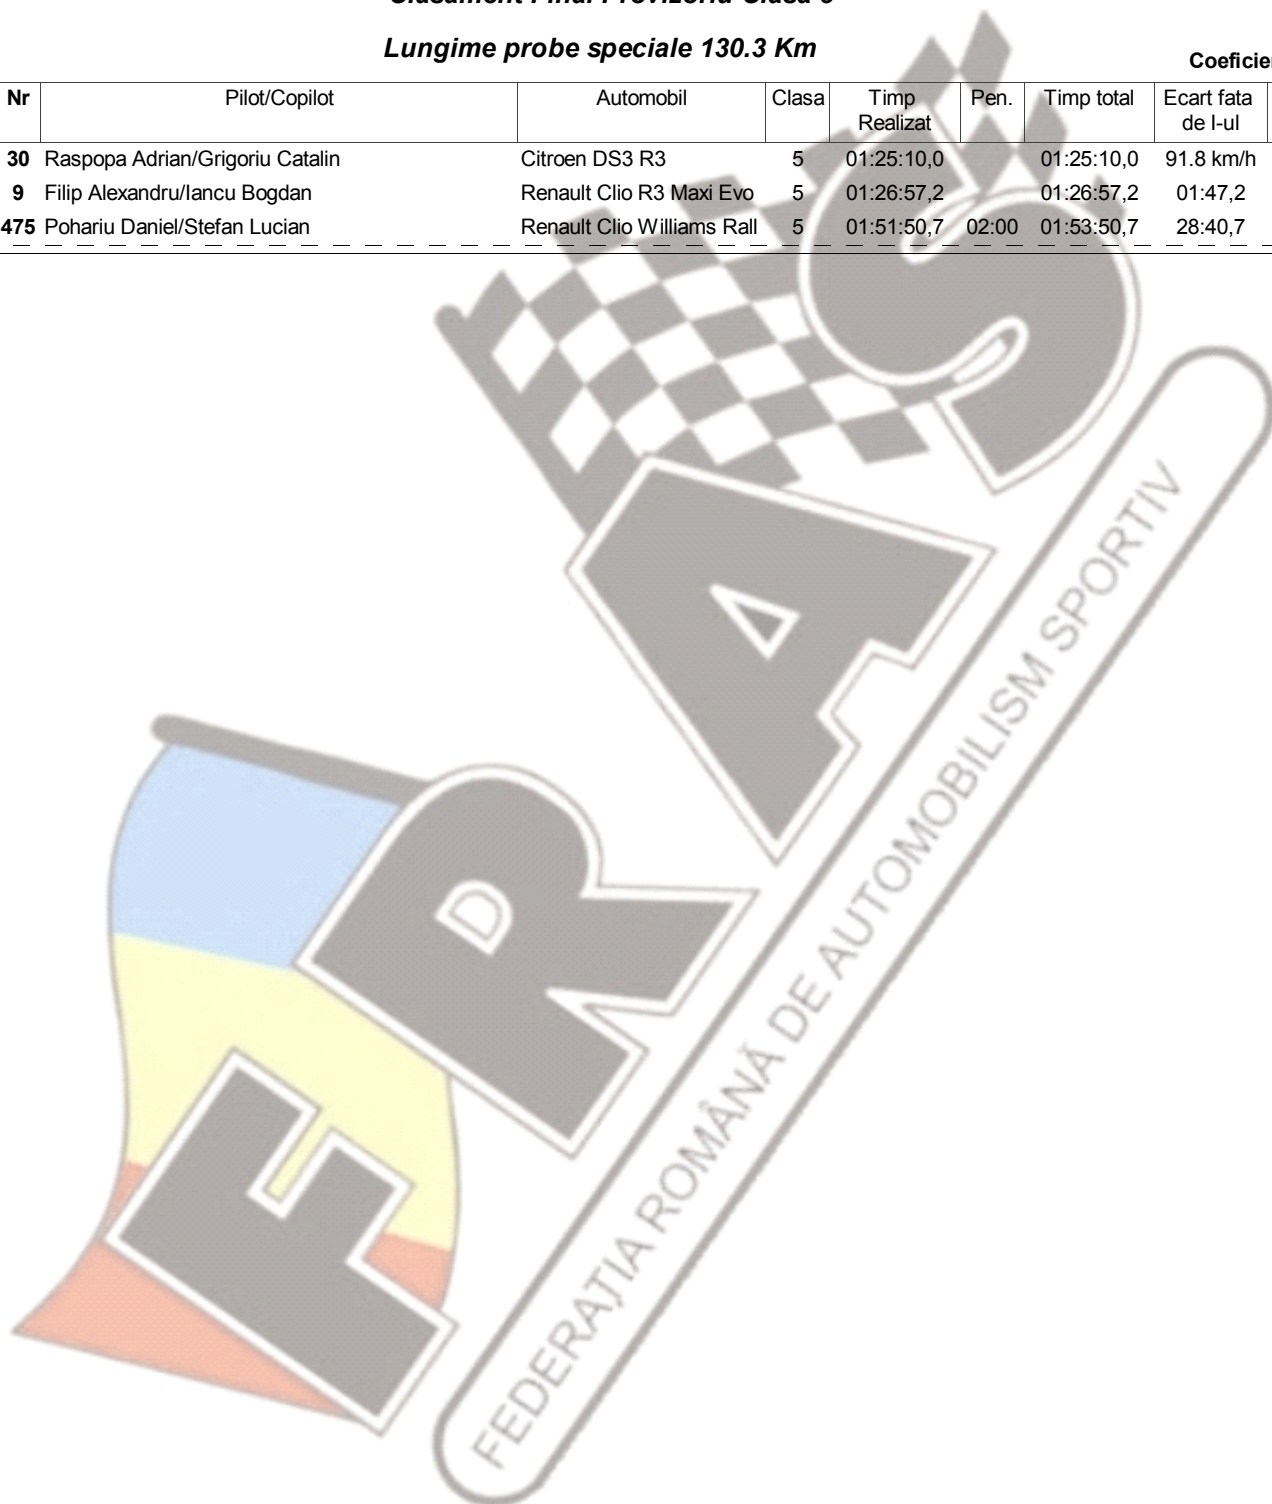 Lungime probe speciale 130.3 Km
Nr Pilot/Copilot Automobil Clasa Timp Realizat Pen. Timp total Ecart fata de l-ul
30 Raspopa Adrian/Grigoriu Catalin Citroen DS3 R3 5 01:25:10,0 01:25:10,0 91.8 km/h
9 Filip Alexandru/Iancu Bogdan Renault Clio R3 Maxi Evo 5 01:26:57,2 01:26:57,2 01:47,2
475 Pohariu Daniel/Stefan Lucian Renault Clio Williams Rall 5 01:51:50,7 02:00 01:53:50,7 28:40,7
FRAS
FEDERAȚIA ROMÂNĂ DE AUTOMOBILISM SPORTIV